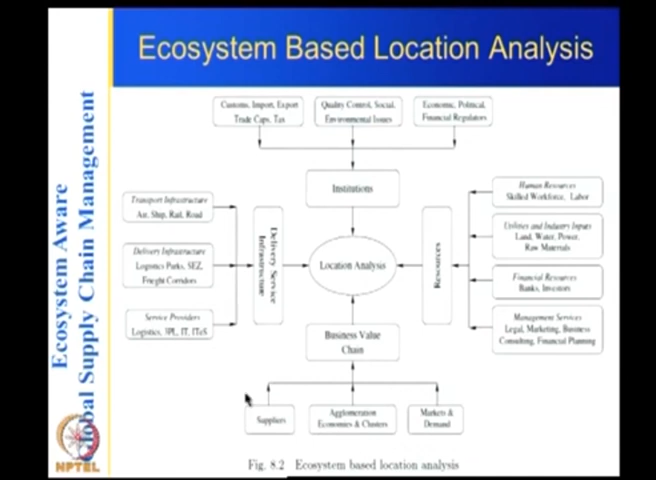 Ecosystem Based Location Analysis
Ecosystem Aware
Global Supply Chain Management
Customs, Import, Export
Trade Caps, Tax
Quality Control, Social,
Environmental Issues
Economic, Political,
Financial Regulators
Institutions
Transport Infrastructure
Air, Ship, Rail, Road
Delivery Infrastructure
Logistics Parks, SEZ,
Frieght Corridors
Service Providers
Logistics, 3PL, IT, ITeS
Delivery Service
Infrastructure
Location Analysis
Resources
Human Resources
Skilled Workforce, Labor
Utilities and Industry Inputs
Land, Water, Power,
Raw Materials
Financial Resources
Banks, Investors
Management Services
Legal, Marketing, Business
Consulting, Financial Planning
Business Value
Chain
Suppliers
Agglomeration
Economies & Clusters
Markets &
Demand
Fig. 8.2 Ecosystem based location analysis
NPTEL